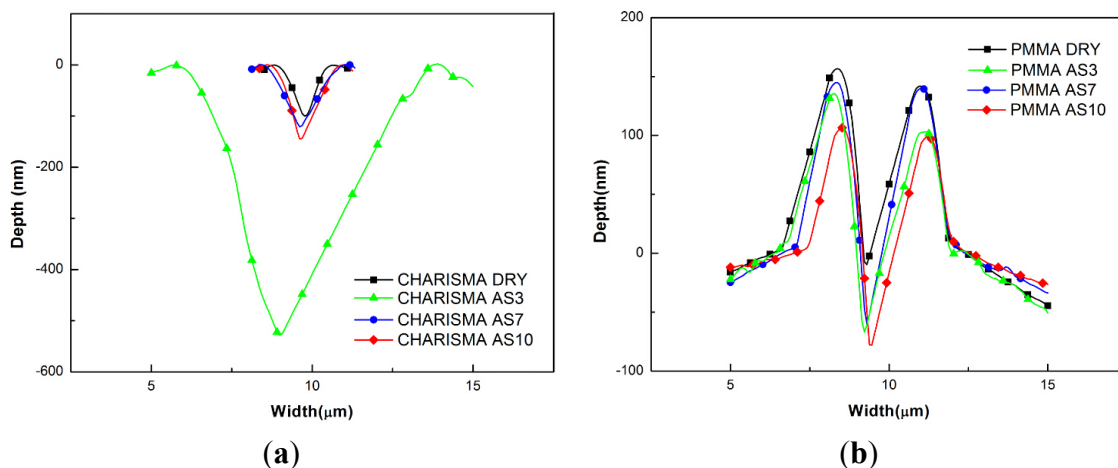 0
-200
-400
-600
Depth (nm)
5
10
15
Width(μm)
CHARISMA DRY
CHARISMA AS3
CHARISMA AS7
CHARISMA AS10
(a)
200
100
0
-100
Depth(nm)
5
10
15
Width(μm)
PMMA DRY
PMMA AS3
PMMA AS7
PMMA AS10
(b)